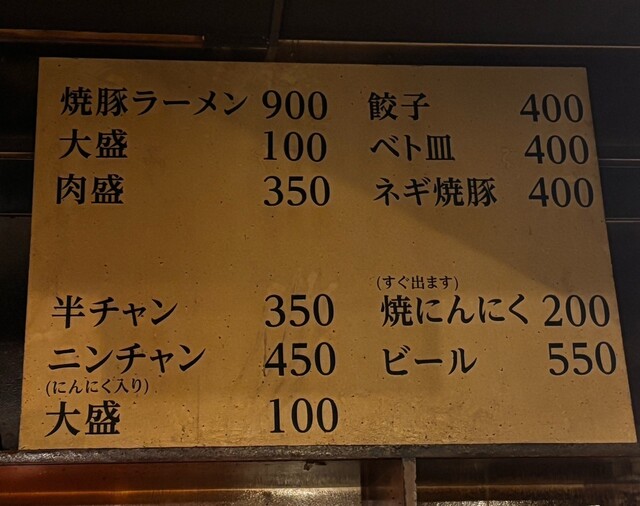 焼豚ラーメン 900
大盛 100
肉盛 350
半チャン 350
ニンチャン 450
(にんにく入り)
大盛 100
餃子 400
ベト皿 400
ネギ焼豚 400
(すぐ出ます)
焼にんにく 200
ビール 550